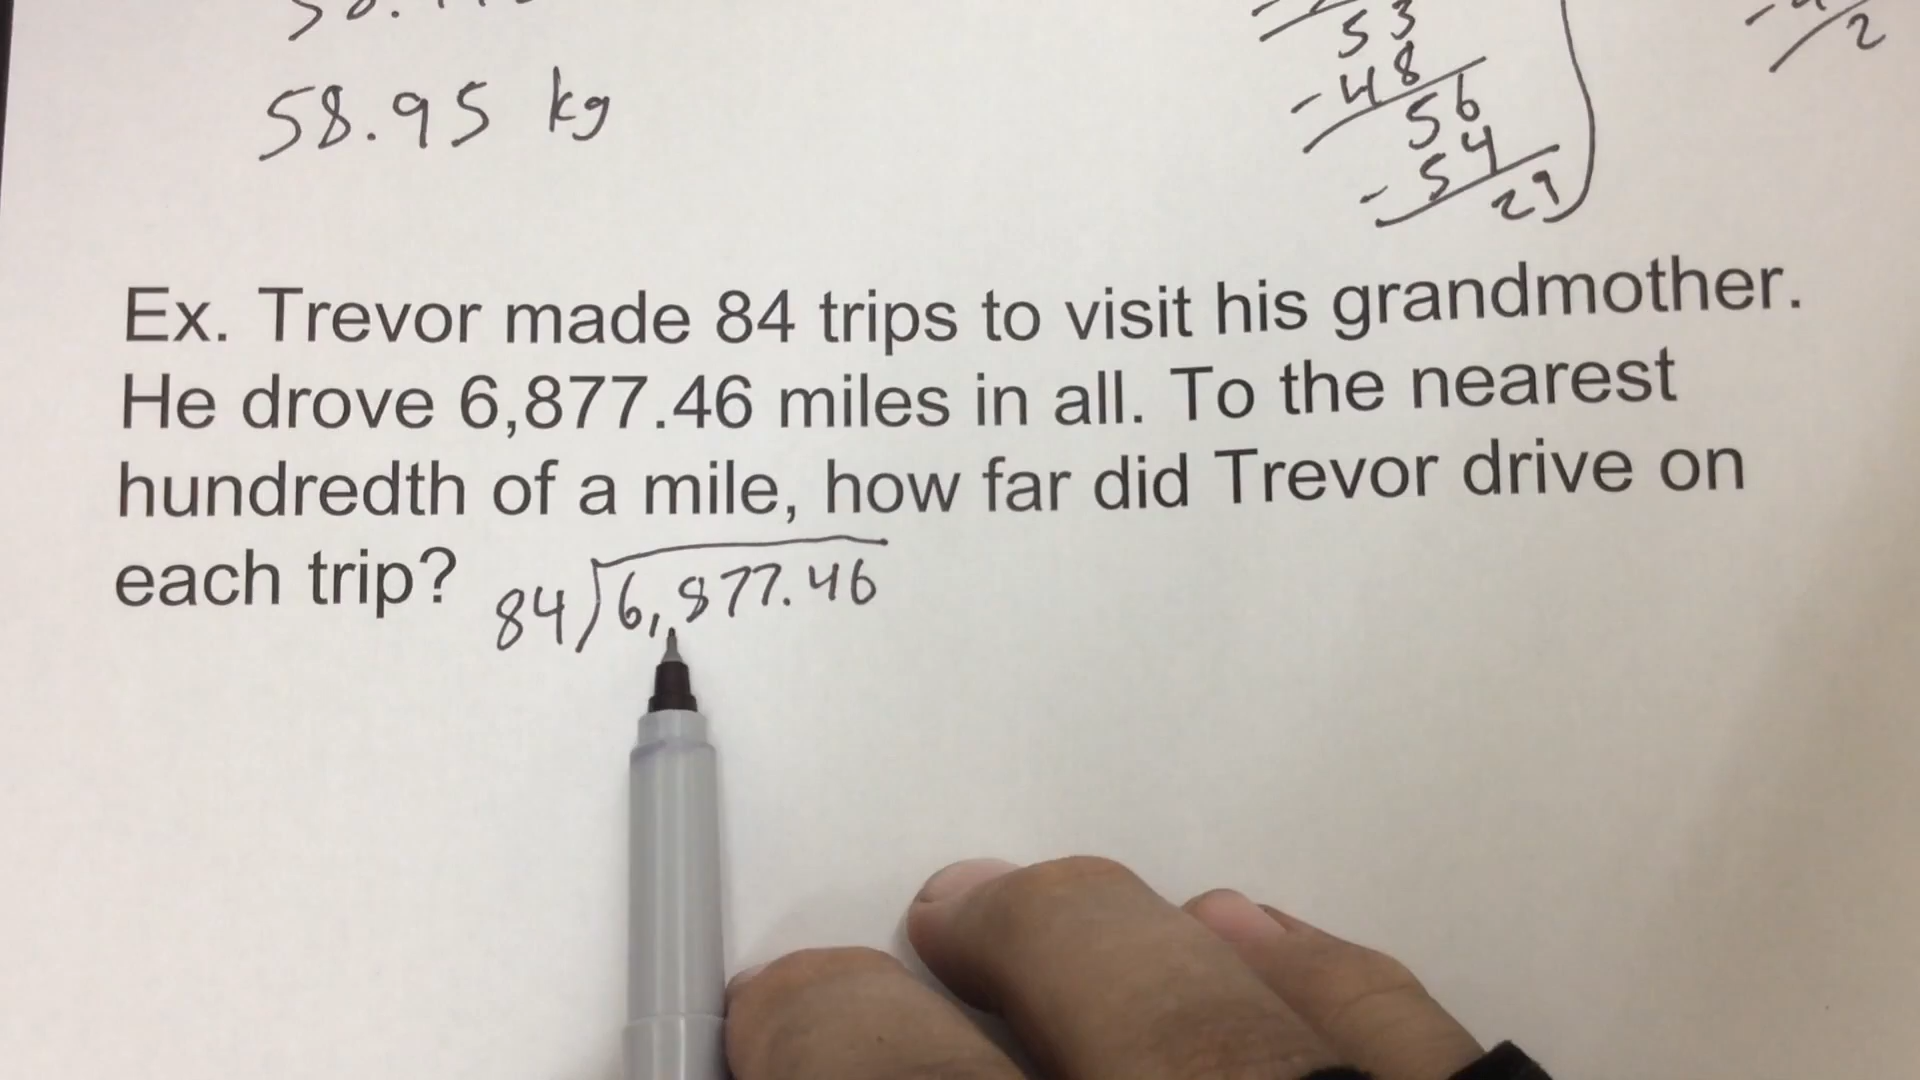 58.95 kg
53
- 48
56
- 54
29
2
Ex. Trevor made 84 trips to visit his grandmother.
He drove 6,877.46 miles in all. To the nearest
hundredth of a mile, how far did Trevor drive on
each trip? 84)6,877.46